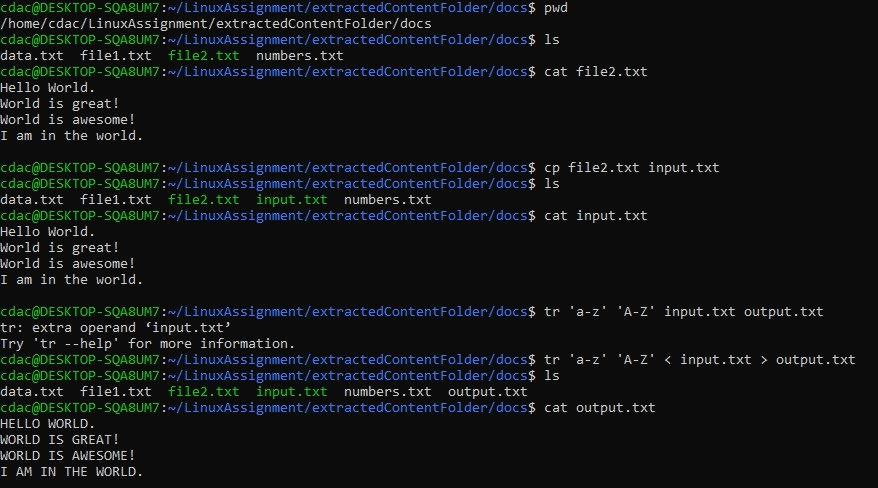 cdac@DESKTOP-SQA8UM7:~/LinuxAssignment/extractedContentFolder/docs$ pwd
/home/cdac/LinuxAssignment/extractedContentFolder/docs
cdac@DESKTOP-SQA8UM7:~/LinuxAssignment/extractedContentFolder/docs$ ls
data.txt  file1.txt  file2.txt  numbers.txt
cdac@DESKTOP-SQA8UM7:~/LinuxAssignment/extractedContentFolder/docs$ cat file2.txt
Hello World.
World is great!
World is awesome!
I am in the world.

cdac@DESKTOP-SQA8UM7:~/LinuxAssignment/extractedContentFolder/docs$ cp file2.txt input.txt
cdac@DESKTOP-SQA8UM7:~/LinuxAssignment/extractedContentFolder/docs$ ls
data.txt  file1.txt  file2.txt  input.txt  numbers.txt
cdac@DESKTOP-SQA8UM7:~/LinuxAssignment/extractedContentFolder/docs$ cat input.txt
Hello World.
World is great!
World is awesome!
I am in the world.

cdac@DESKTOP-SQA8UM7:~/LinuxAssignment/extractedContentFolder/docs$ tr 'a-z' 'A-Z' input.txt output.txt
tr: extra operand ‘input.txt’
Try 'tr --help' for more information.
cdac@DESKTOP-SQA8UM7:~/LinuxAssignment/extractedContentFolder/docs$ tr 'a-z' 'A-Z' < input.txt > output.txt
cdac@DESKTOP-SQA8UM7:~/LinuxAssignment/extractedContentFolder/docs$ ls
data.txt  file1.txt  file2.txt  input.txt  numbers.txt  output.txt
cdac@DESKTOP-SQA8UM7:~/LinuxAssignment/extractedContentFolder/docs$ cat output.txt
HELLO WORLD.
WORLD IS GREAT!
WORLD IS AWESOME!
I AM IN THE WORLD.